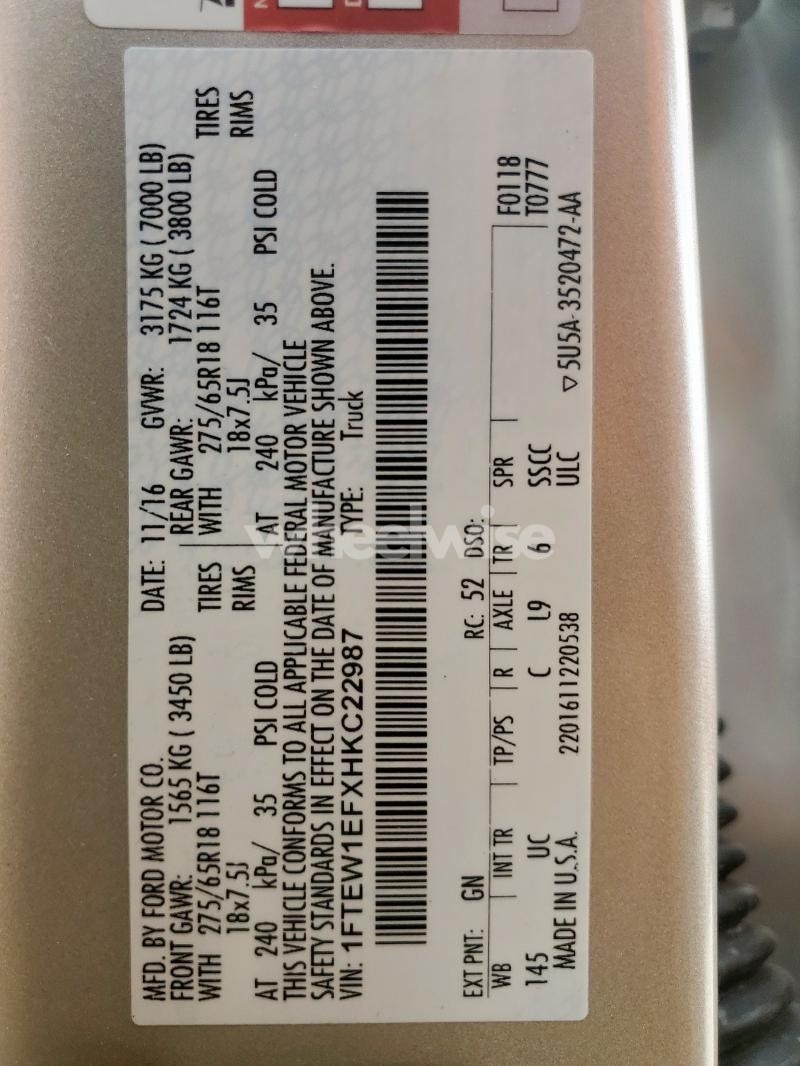 MFD. BY FORD MOTOR CO.
DATE: 11/16 GVWR: 3175 KG ( 7000 LB)
FRONT GAWR: 1565 KG ( 3450 LB)
REAR GAWR: 1724 KG ( 3800 LB)
WITH 275/65R18 116T TIRES
WITH 275/65R18 116T TIRES
18x7.5J RIMS
18x7.5J RIMS
AT 240 kPa/ 35 PSI COLD
AT 240 kPa/ 35 PSI COLD
THIS VEHICLE CONFORMS TO ALL APPLICABLE FEDERAL MOTOR VEHICLE
SAFETY STANDARDS IN EFFECT ON THE DATE OF MANUFACTURE SHOWN ABOVE.
VIN: 1FTEW1EFXHKC22987 TYPE: Truck
EXT PNT: GN RC: 52 DSO: F0118
WB INT TR TP/PS R AXLE TR SPR T0777
145 UC C L9 6 SSCC
ULC
MADE IN U.S.A. 2201611220538 ▽5U5A-3520472-AA
wheelwise